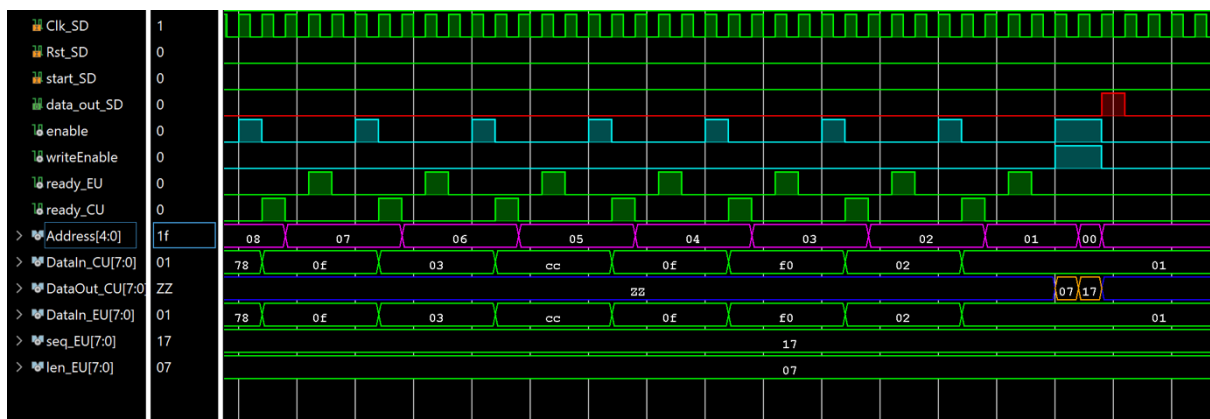 Clk_SD 1
Rst_SD 0
start_SD 0
data_out_SD 0
enable 0
writeEnable 0
ready_EU 0
ready_CU 0
Address[4:0] 1f 08 07 06 05 04 03 02 01 00
DataIn_CU[7:0] 01 78 0f 03 cc 0f f0 02 01
DataOut_CU[7:0 ZZ ZZ 07 17
DataIn_EU[7:0] 01 78 0f 03 cc 0f f0 02 01
seq_EU[7:0] 17 17
len_EU[7:0] 07 07